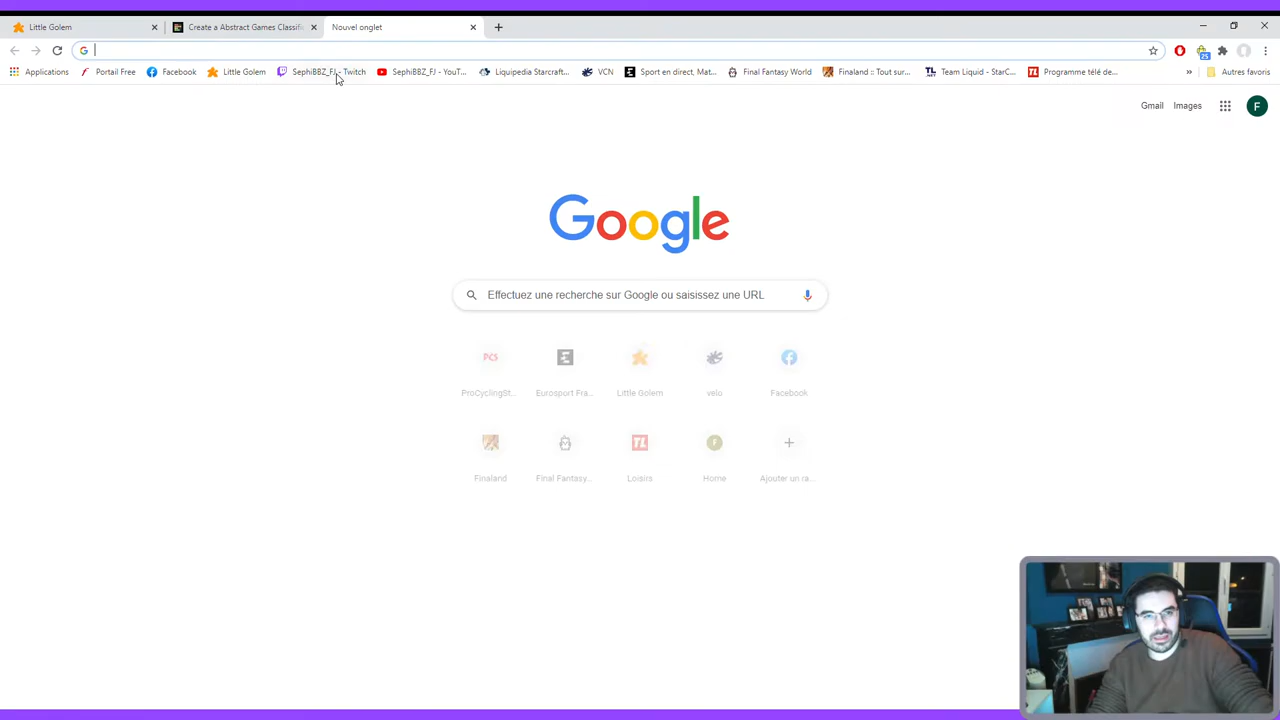 Little Golem
Create a Abstract Games Classifi
Nouvel onglet
Applications
Portail Free
Facebook
Little Golem
SephiBBZ_FJ - Twitch
SephiBBZ_FJ - YouT...
Liquipedia Starcraft...
VCN
Sport en direct, Mat...
Final Fantasy World
Finaland :: Tout sur...
Team Liquid - StarC...
Programme télé de...
»
Autres favoris
Gmail
Images
F
Google
Effectuez une recherche sur Google ou saisissez une URL
ProCyclingSt...
Eurosport Fra...
Little Golem
velo
Facebook
Finaland
Final Fantasy...
Loisirs
Home
Ajouter un ra...